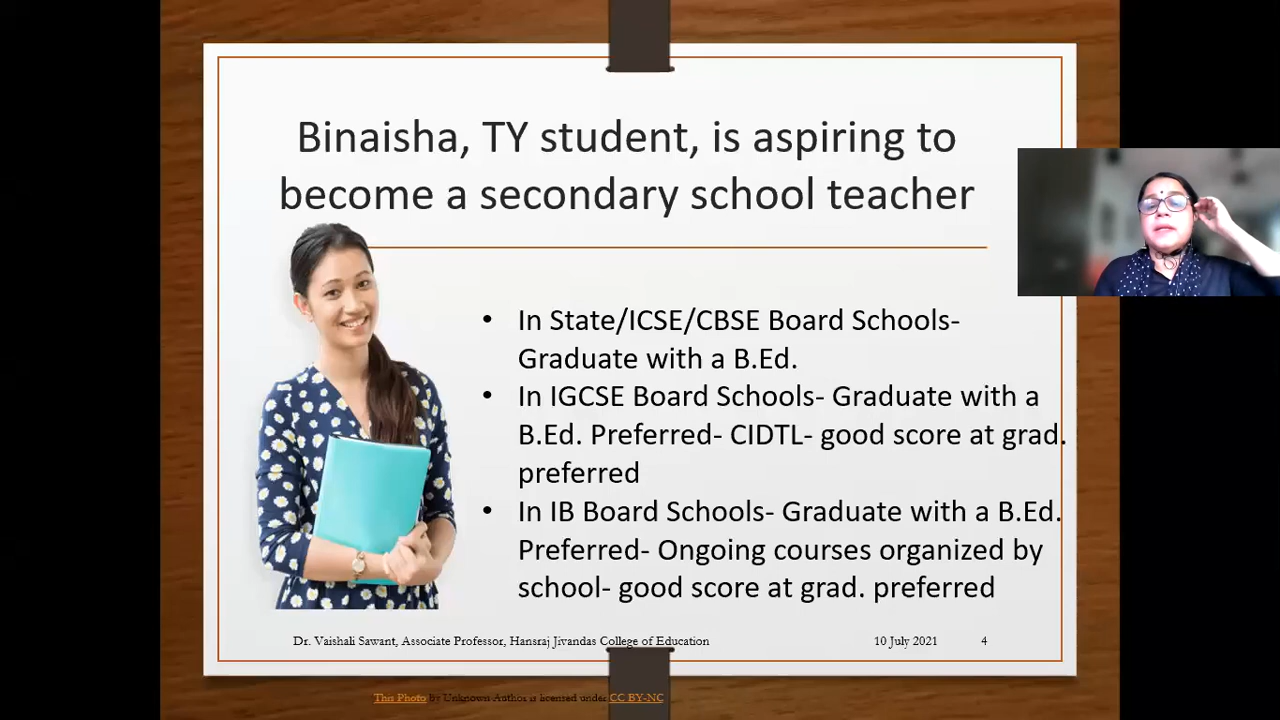 Binaisha, TY student, is aspiring to
become a secondary school teacher
• In State/ICSE/CBSE Board Schools-
Graduate with a B.Ed.
• In IGCSE Board Schools- Graduate with a
B.Ed. Preferred- CIDTL- good score at grad.
preferred
• In IB Board Schools- Graduate with a B.Ed.
Preferred- Ongoing courses organized by
school- good score at grad. preferred
Dr. Vaishali Sawant, Associate Professor, Hansraj Jivandas College of Education 10 July 2021 4
This Photo by Unknown Author is licensed under CC BY-NC